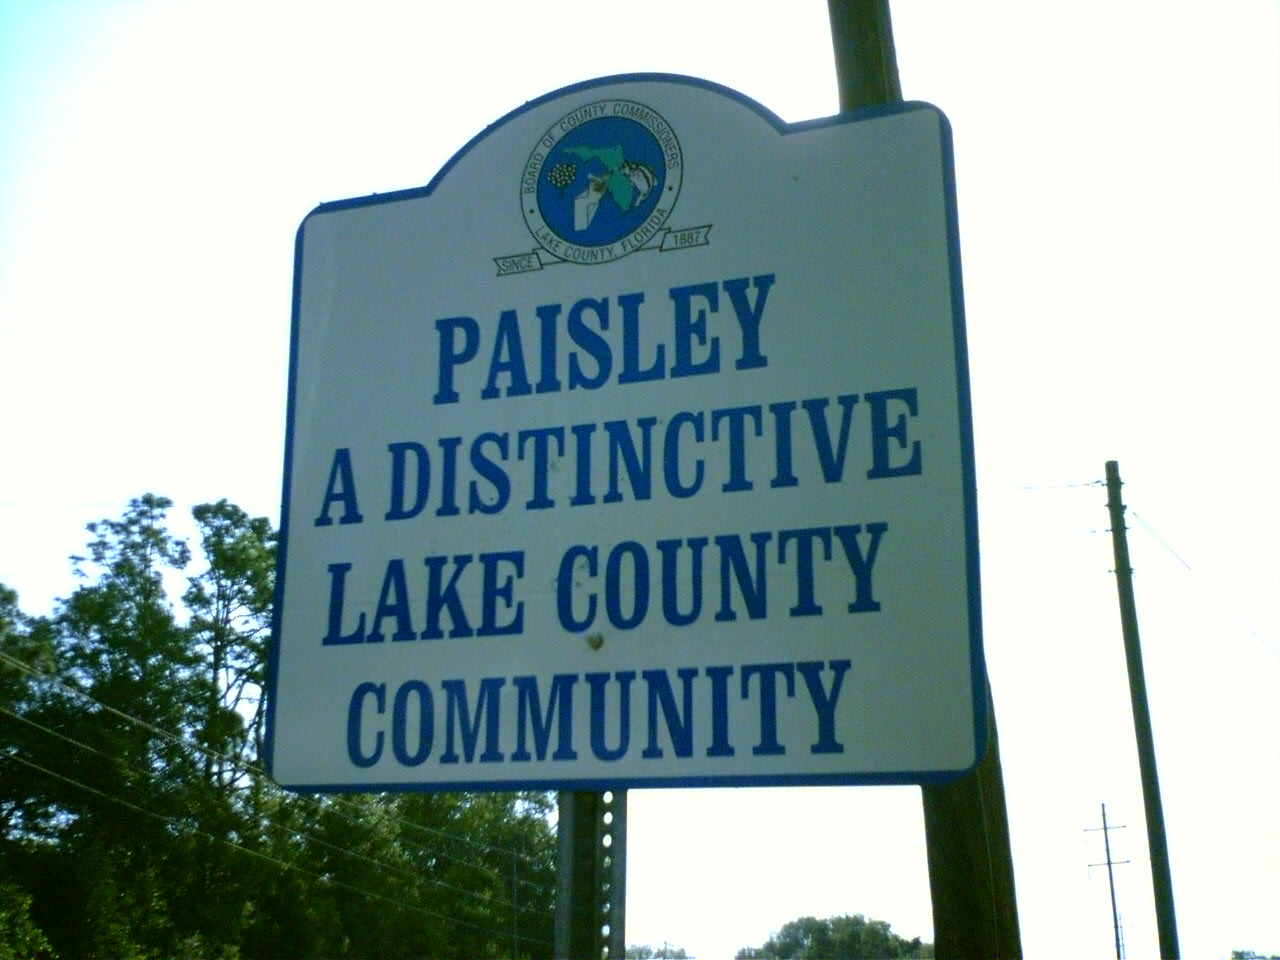 BOARD OF COUNTY COMMISSIONERS
LAKE COUNTY, FLORIDA
SINCE 1887
PAISLEY
A DISTINCTIVE
LAKE COUNTY
COMMUNITY